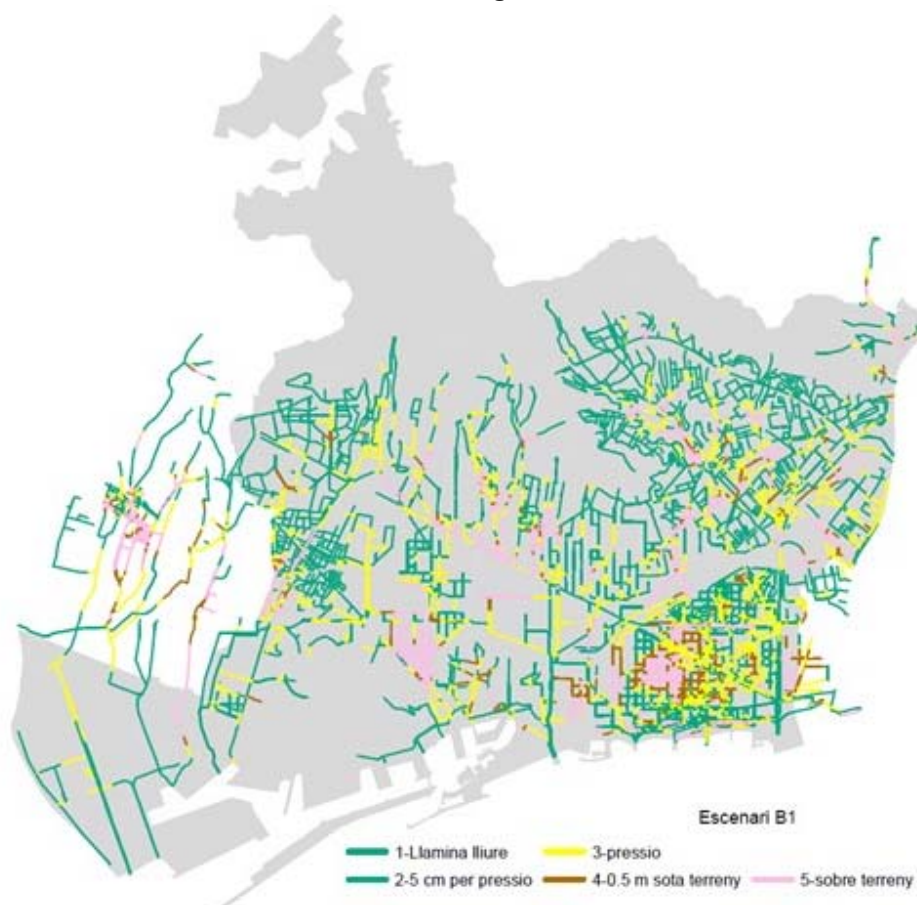 Escenari B1
1-Llamina lliure
3-pressio
2-5 cm per pressio
4-0.5 m sota terreny
5-sobre terreny